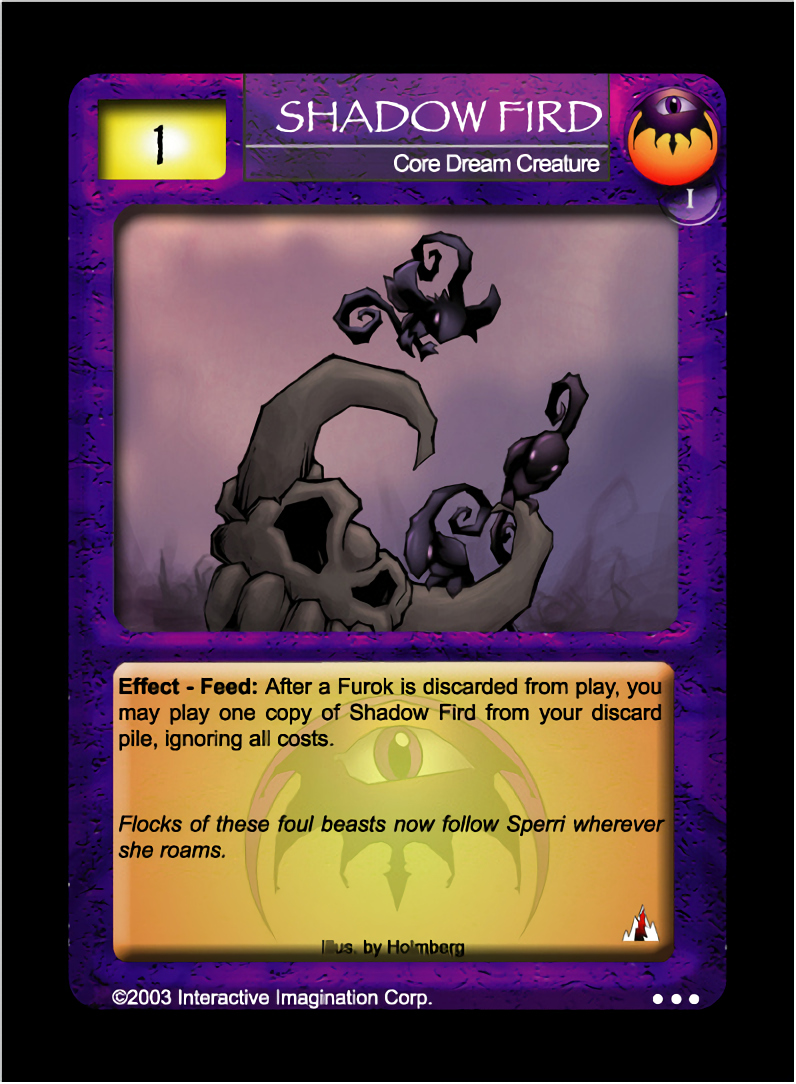 1
SHADOW FIRD
Core Dream Creature
I
Effect - Feed: After a Furok is discarded from play, you
may play one copy of Shadow Fird from your discard
pile, ignoring all costs.
Flocks of these foul beasts now follow Sperri wherever
she roams.
Illus. by Holmberg
©2003 Interactive Imagination Corp.